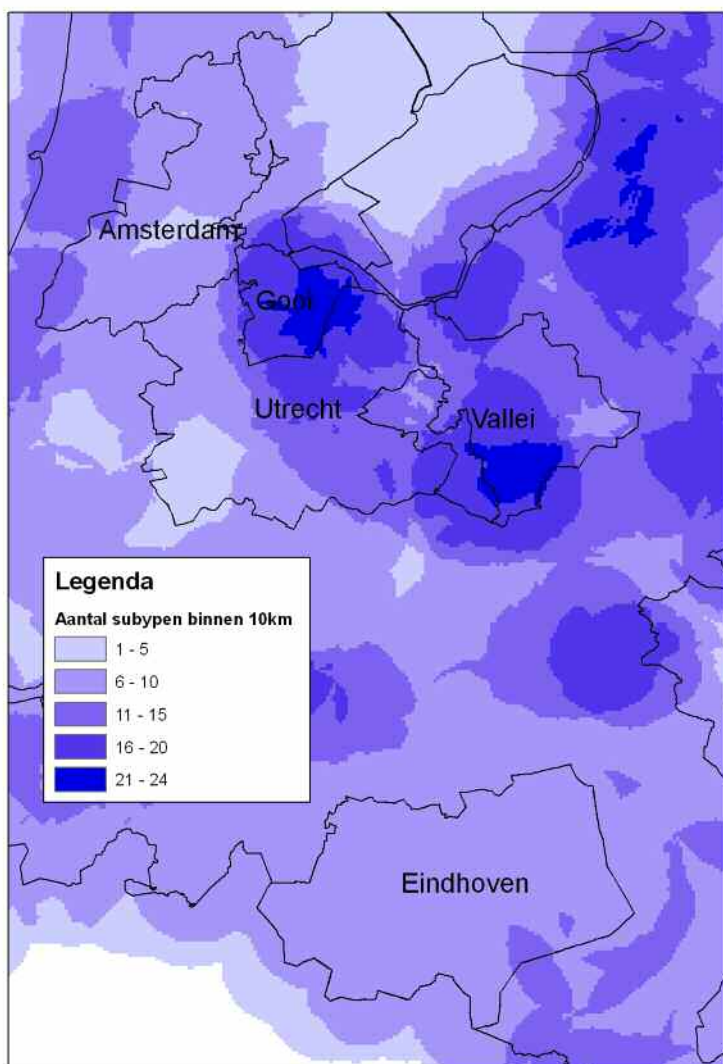 Amsterdam
Gooi
Utrecht
Vallei
Legenda
Aantal subypen binnen 10km
1 - 5
6 - 10
11 - 15
16 - 20
21 - 24
Eindhoven